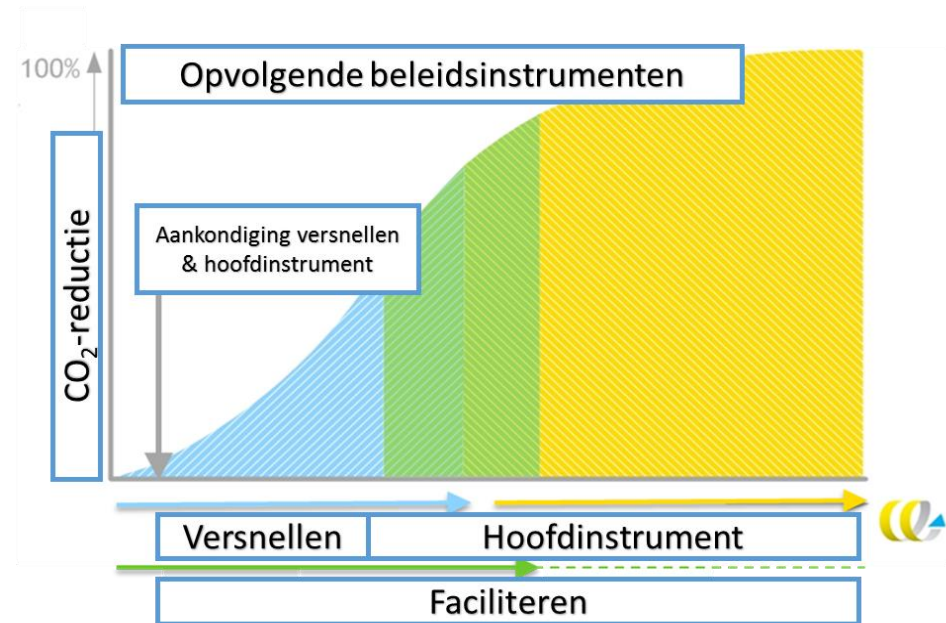 100%
Opvolgende beleidsinstrumenten
CO₂-reductie
Aankondiging versnellen
& hoofdinstrument
Versnellen
Hoofdinstrument
Faciliteren